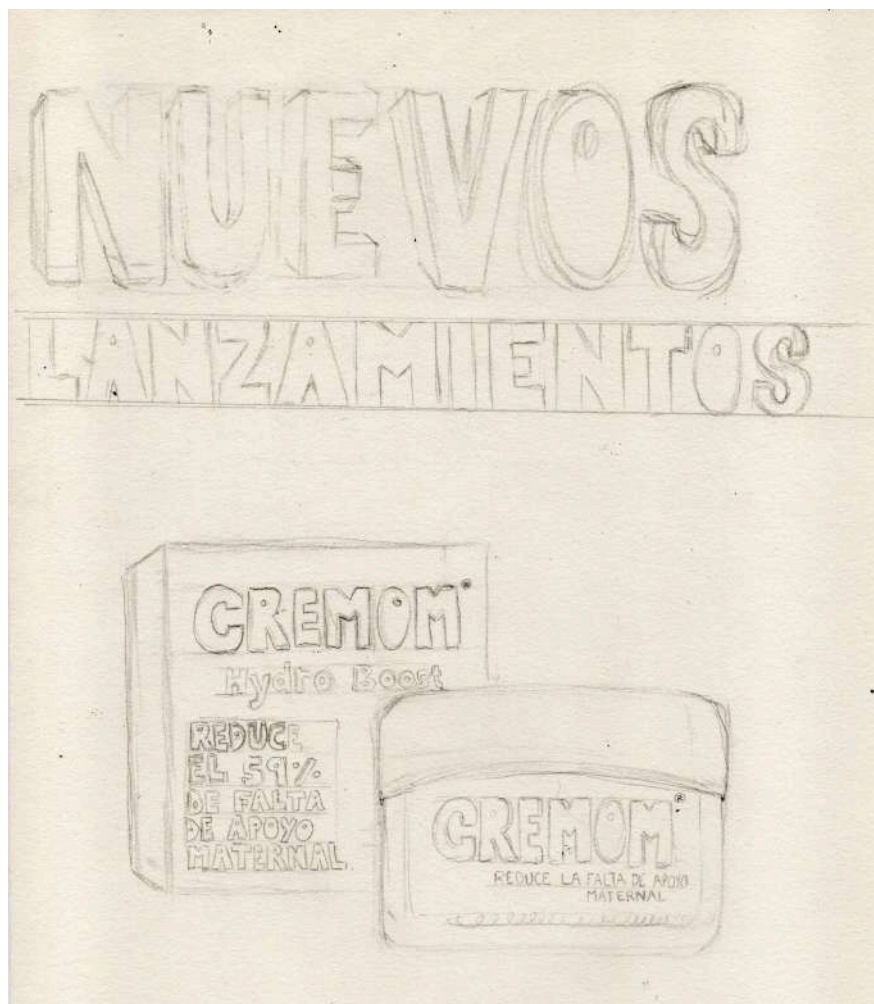 NUEVOS
LANZAMIENTOS
CREMOM®
Hydro Boost
REDUCE
EL 59%
DE FALTA
DE APOYO
MATERNAL
CREMOM®
REDUCE LA FALTA DE APOYO
MATERNAL